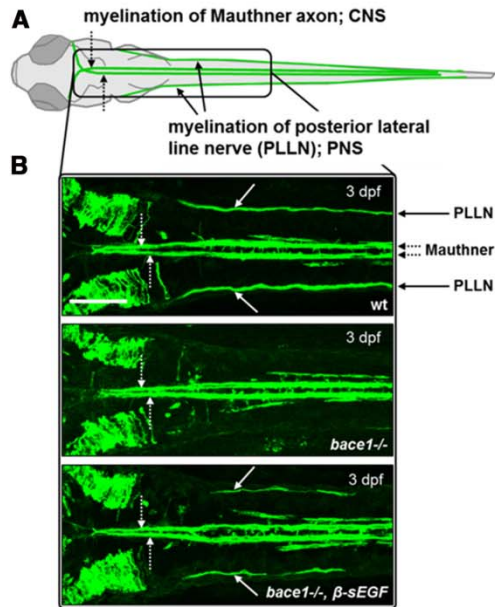 A
myelination of Mauthner axon; CNS
myelination of posterior lateral
line nerve (PLLN); PNS
B
3 dpf
PLLN
Mauthner
PLLN
wt
3 dpf
bace1-/-
3 dpf
bace1-/-, β-sEGF